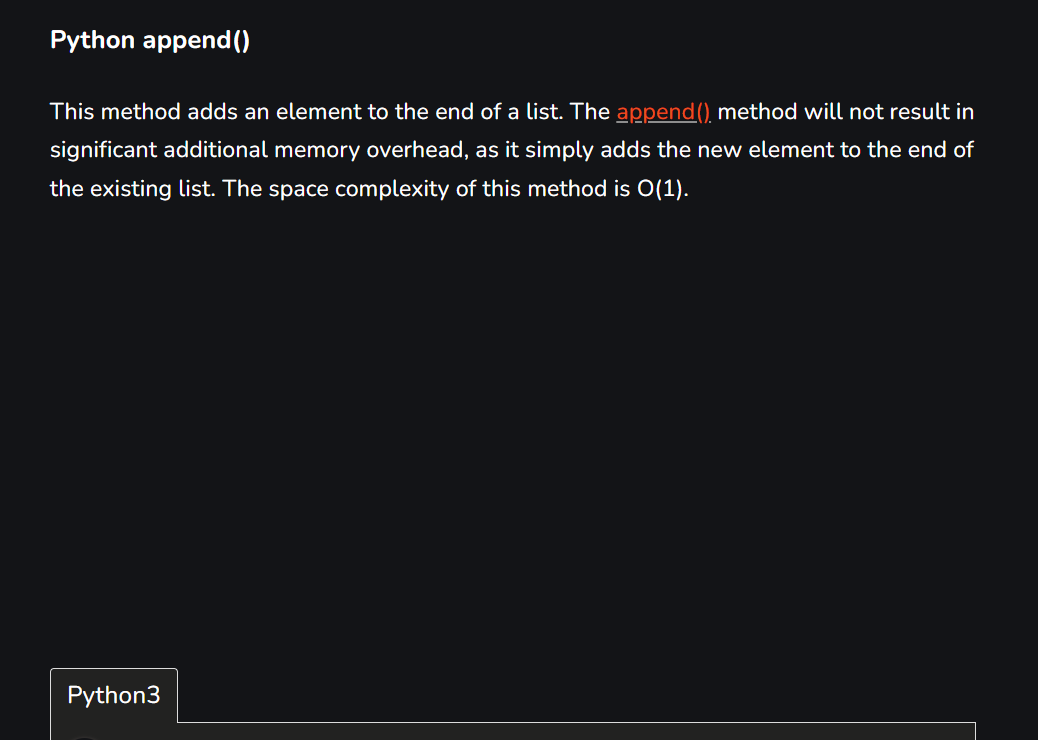 Python append()
This method adds an element to the end of a list. The append() method will not result in
significant additional memory overhead, as it simply adds the new element to the end of
the existing list. The space complexity of this method is O(1).
Python3